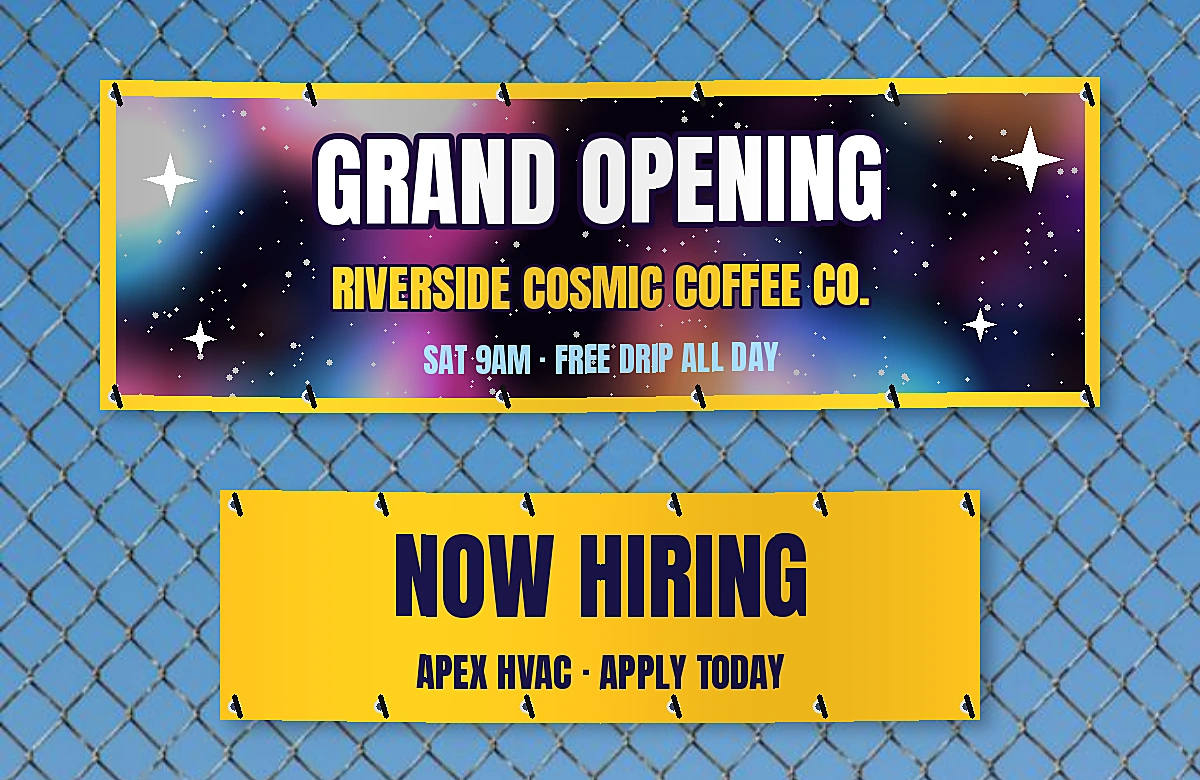 GRAND OPENING
RIVERSIDE COSMIC COFFEE CO.
SAT 9AM · FREE DRIP ALL DAY
NOW HIRING
APEX HVAC · APPLY TODAY